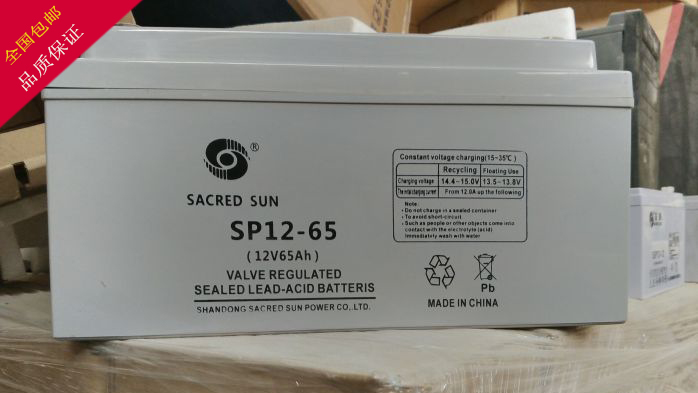 全国包邮
品质保证
®
SACRED SUN
SP12-65
(12V65Ah)
VALVE REGULATED
SEALED LEAD-ACID BATTERIS
SHANDONG SACRED SUN POWER CO.,LTD.
Constant voltage charging(15-35℃)
Recycling Floating Use
Charging voltage 14.4-15.0V 13.5-13.8V
The initial charging current From 12.0A up the following
Note:
• Do not charge in a sealed container
• To avoid short-circuit
• Such as people or other objects come into
contact with the electrolyte (acid)
Immediately wash with water
Pb
MADE IN CHINA